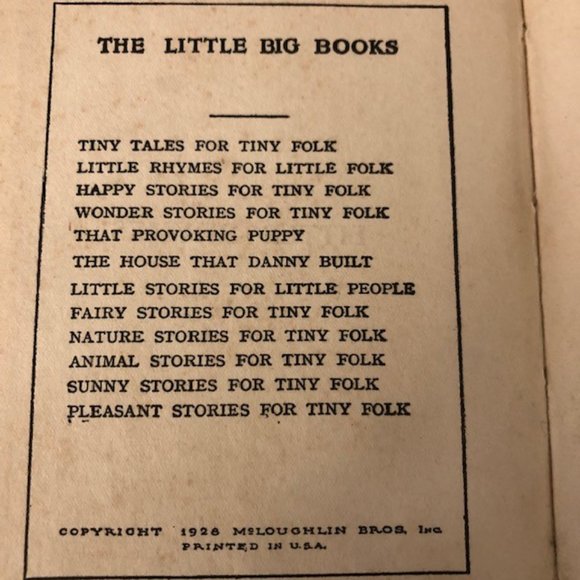 THE LITTLE BIG BOOKS
TINY TALES FOR TINY FOLK
LITTLE RHYMES FOR LITTLE FOLK
HAPPY STORIES FOR TINY FOLK
WONDER STORIES FOR TINY FOLK
THAT PROVOKING PUPPY
THE HOUSE THAT DANNY BUILT
LITTLE STORIES FOR LITTLE PEOPLE
FAIRY STORIES FOR TINY FOLK
NATURE STORIES FOR TINY FOLK
ANIMAL STORIES FOR TINY FOLK
SUNNY STORIES FOR TINY FOLK
PLEASANT STORIES FOR TINY FOLK
COPYRIGHT 1928 McLOUGHLIN BROS, INC
PRINTED IN U.S.A.